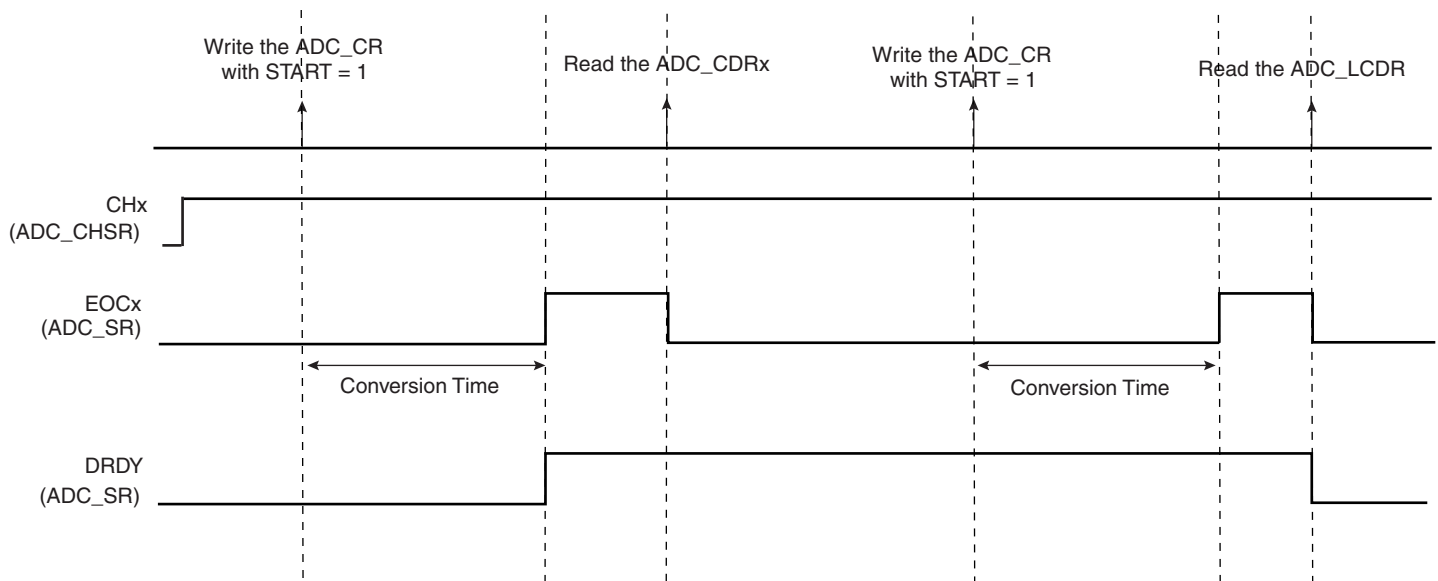 Write the ADC_CR
with START = 1
Read the ADC_CDRx
Write the ADC_CR
with START = 1
Read the ADC_LCDR
CHx
(ADC_CHSR)
EOCx
(ADC_SR)
Conversion Time
Conversion Time
DRDY
(ADC_SR)